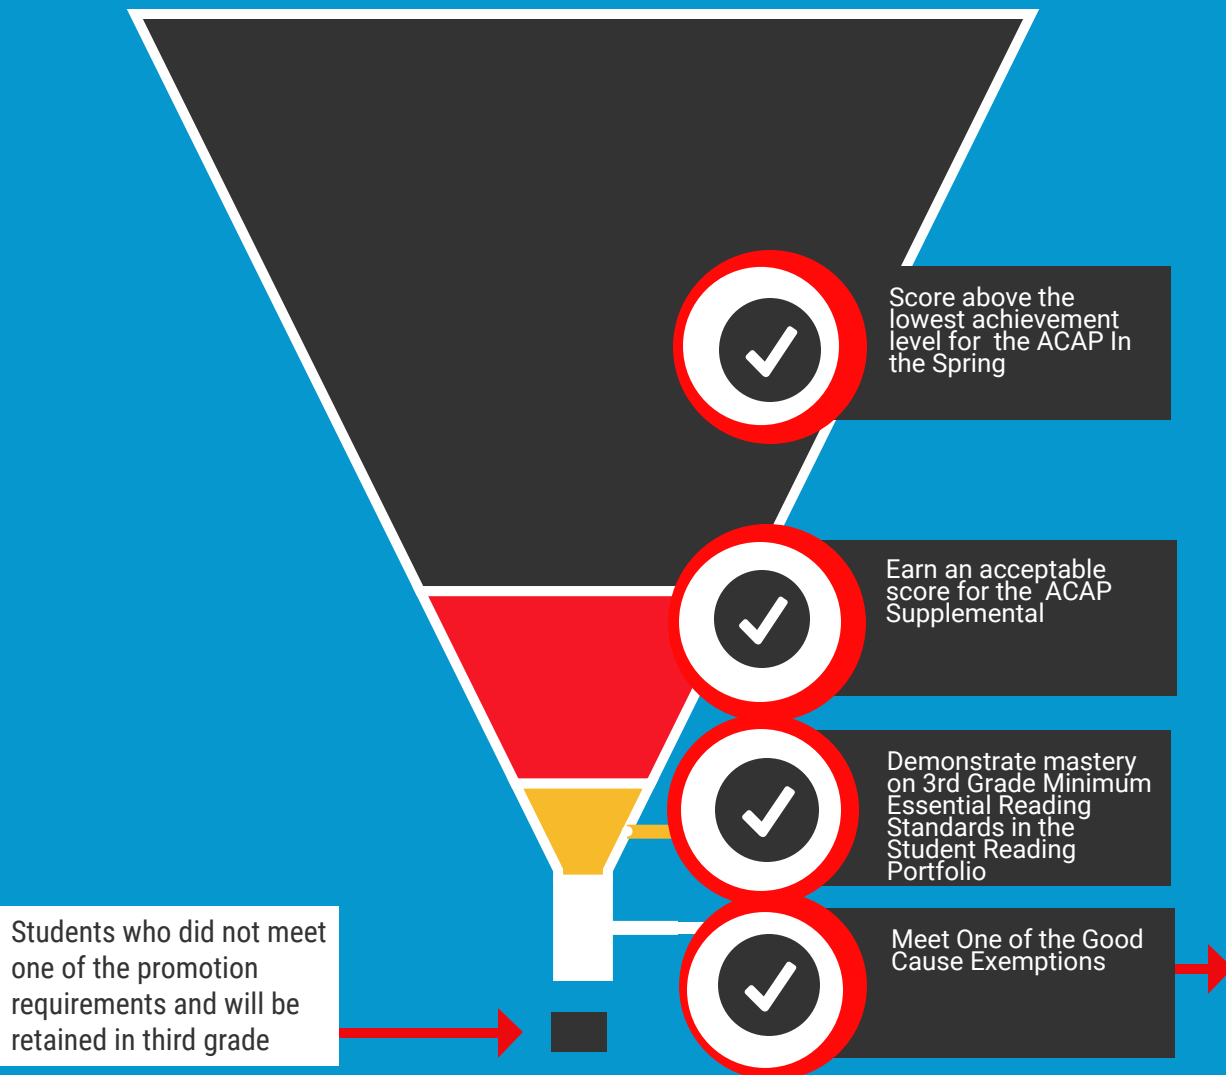 Score above the
lowest achievement
level for  the ACAP In
the Spring
Earn an acceptable
score for the  ACAP
Supplemental
Demonstrate mastery
on 3rd Grade Minimum
Essential Reading
Standards in the
Student Reading
Portfolio
Meet One of the Good
Cause Exemptions
Students who did not meet
one of the promotion
requirements and will be
retained in third grade